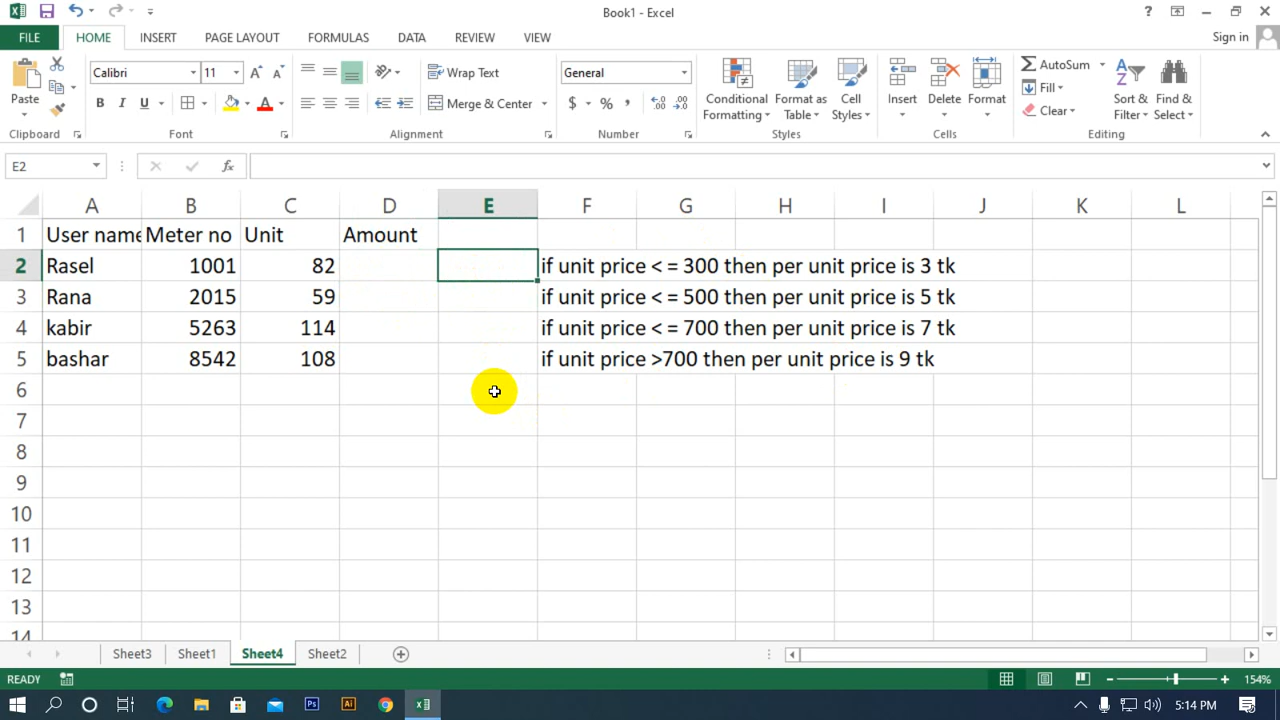 Book1 - Excel
FILE HOME INSERT PAGE LAYOUT FORMULAS DATA REVIEW VIEW Sign in
Paste
Calibri 11
B I U
Wrap Text
Merge & Center
General
$ % ,
Conditional Formatting
Format as Table
Cell Styles
Insert
Delete
Format
AutoSum
Fill
Clear
Sort & Filter
Find & Select
Clipboard Font Alignment Number Styles Cells Editing
E2 fx
A B C D E F G H I J K L
1 User name Meter no Unit Amount
2 Rasel 1001 82 if unit price < = 300 then per unit price is 3 tk
3 Rana 2015 59 if unit price < = 500 then per unit price is 5 tk
4 kabir 5263 114 if unit price < = 700 then per unit price is 7 tk
5 bashar 8542 108 if unit price >700 then per unit price is 9 tk
6
7
8
9
10
11
12
13
14
Sheet3 Sheet1 Sheet4 Sheet2
READY 154%
5:14 PM